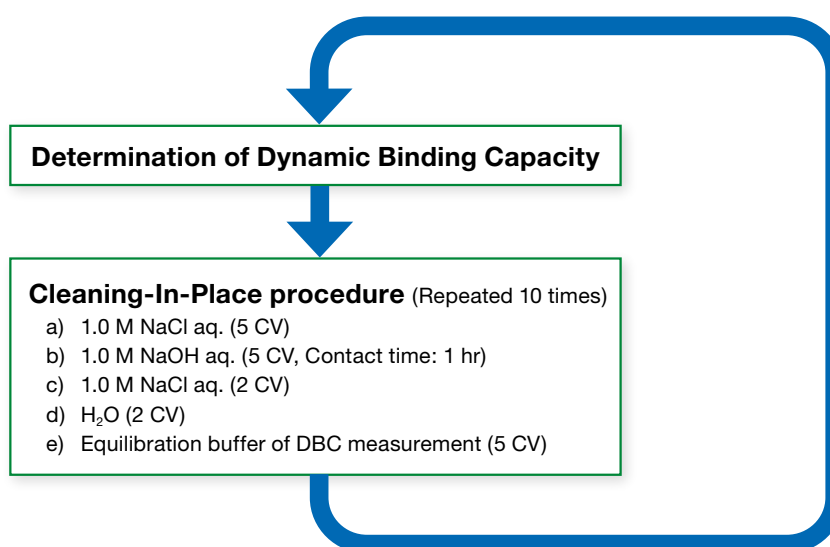 Determination of Dynamic Binding Capacity
Cleaning-In-Place procedure (Repeated 10 times)
a) 1.0 M NaCl aq. (5 CV)
b) 1.0 M NaOH aq. (5 CV, Contact time: 1 hr)
c) 1.0 M NaCl aq. (2 CV)
d) H₂O (2 CV)
e) Equilibration buffer of DBC measurement (5 CV)